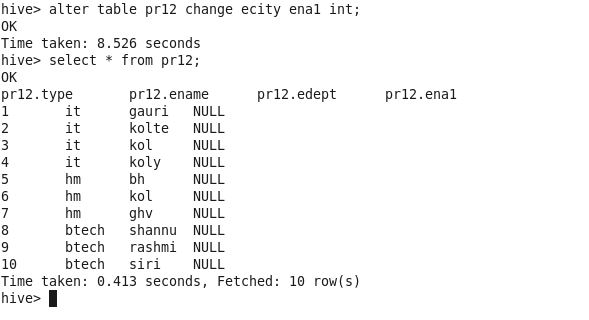 hive> alter table pr12 change ecity ena1 int;
OK
Time taken: 8.526 seconds
hive> select * from pr12;
OK
pr12.type       pr12.ename      pr12.edept      pr12.ena1
1       it      gauri   NULL
2       it      kolte   NULL
3       it      kol     NULL
4       it      koly    NULL
5       hm      bh      NULL
6       hm      kol     NULL
7       hm      ghv     NULL
8       btech   shannu  NULL
9       btech   rashmi  NULL
10      btech   siri    NULL
Time taken: 0.413 seconds, Fetched: 10 row(s)
hive>